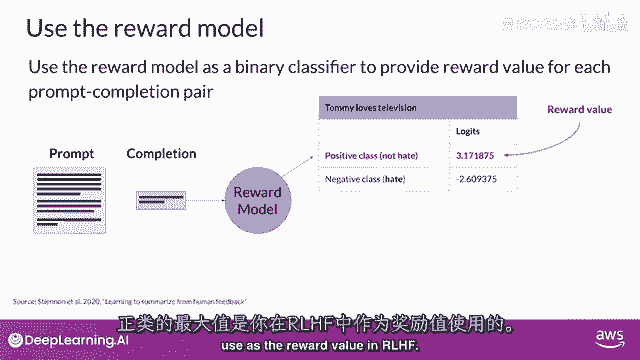 Use the reward model
Use the reward model as a binary classifier to provide reward value for each
prompt-completion pair
Tommy loves television
Reward value
Logits
Prompt
Completion
Positive class (not hate)
3.171875
Reward
Model
Negative class (hate)
-2.609375
Source: Stiennon et al. 2020, "Learning to summarize from human feedback"
正类的最大值是你在RLHF中作为奖励值使用的。
use as the reward value in RLHF.
DeepLearning.AI
aws